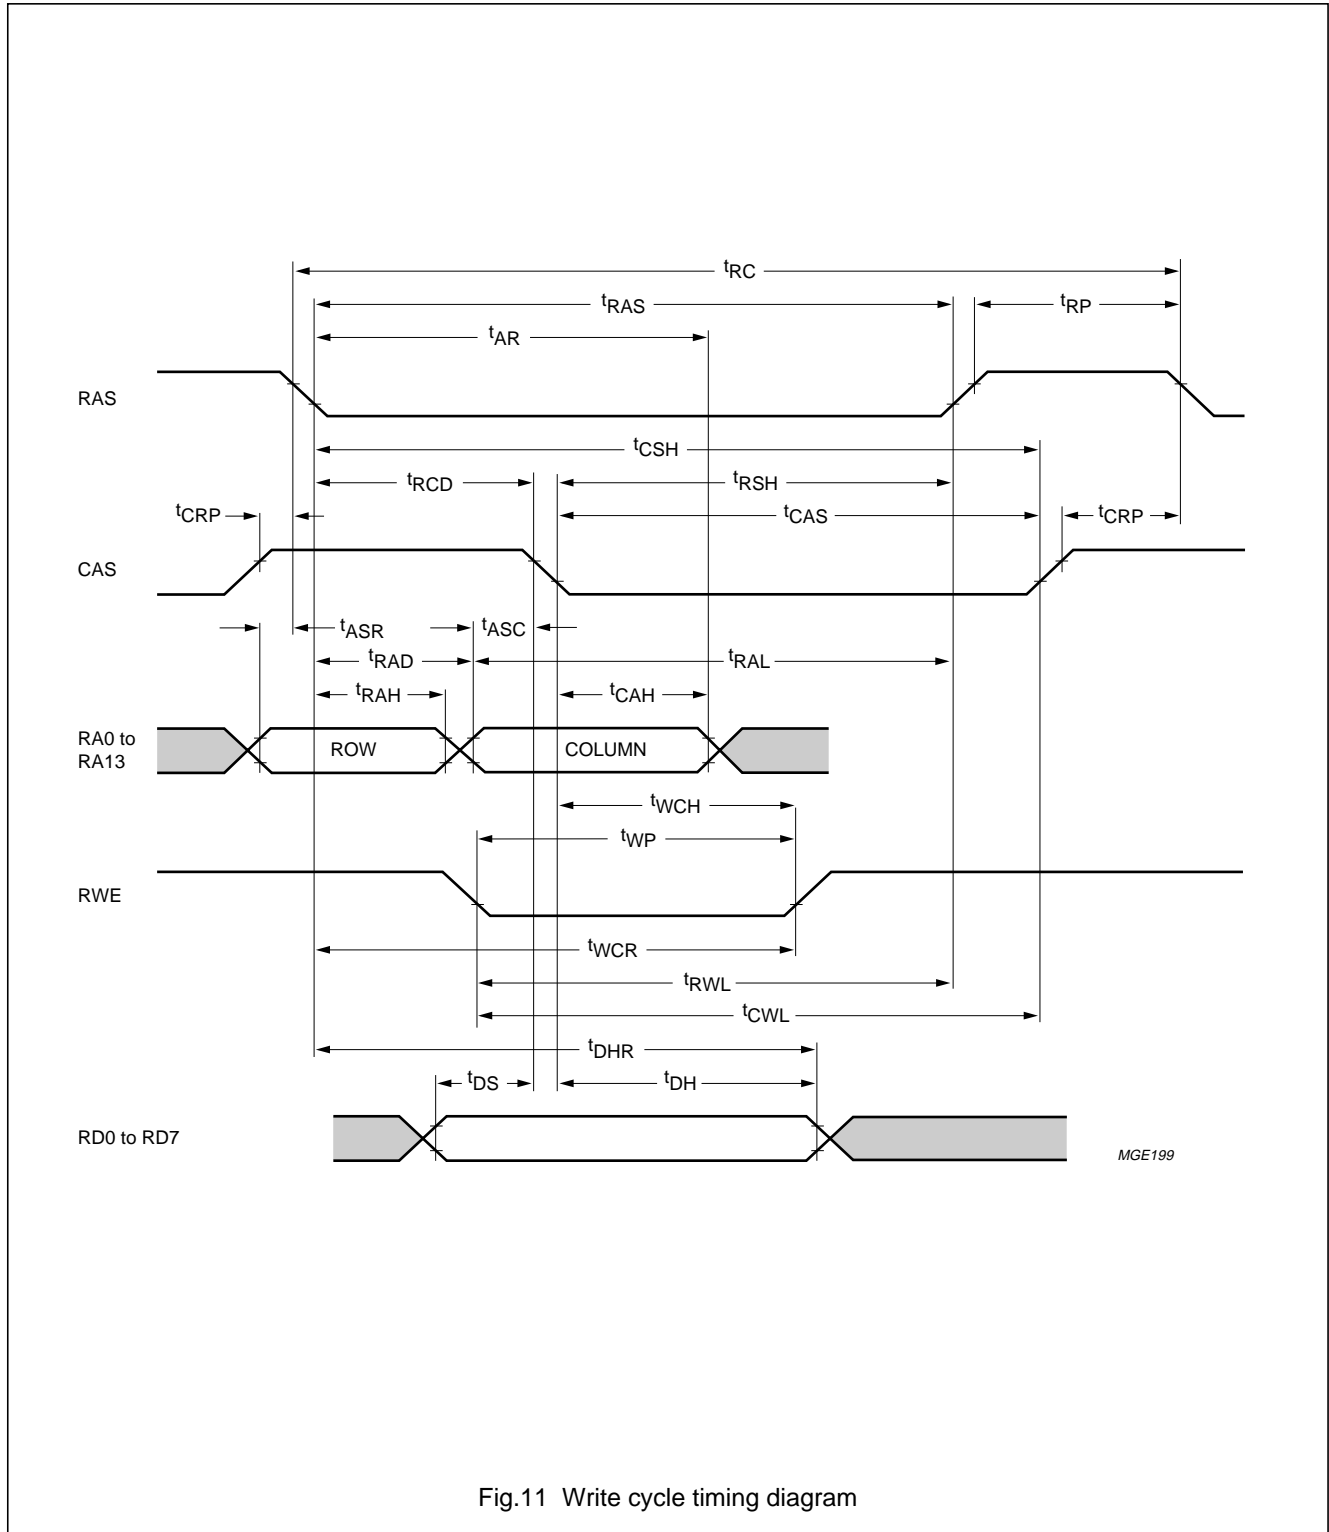 tRC
tRAS
tRP
tAR
RAS
tCSH
tRCD
tRSH
tCRP
tCAS
tCRP
CAS
tASR
tASC
tRAD
tRAL
tRAH
tCAH
RA0 to
RA13
ROW
COLUMN
tWCH
tWP
RWE
tWCR
tRWL
tCWL
tDHR
tDS
tDH
RD0 to RD7
MGE199
Fig.11 Write cycle timing diagram